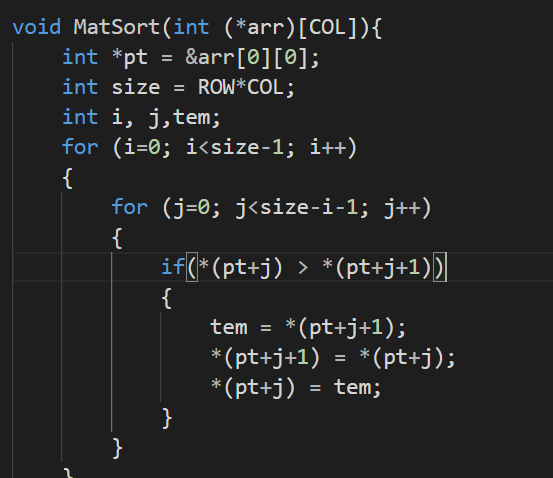 void MatSort(int (*arr)[COL]){
    int *pt = &arr[0][0];
    int size = ROW*COL;
    int i, j,tem;
    for (i=0; i<size-1; i++)
    {
        for (j=0; j<size-i-1; j++)
        {
            if(*(pt+j) > *(pt+j+1))
            {
                tem = *(pt+j+1);
                *(pt+j+1) = *(pt+j);
                *(pt+j) = tem;
            }
        }
    }